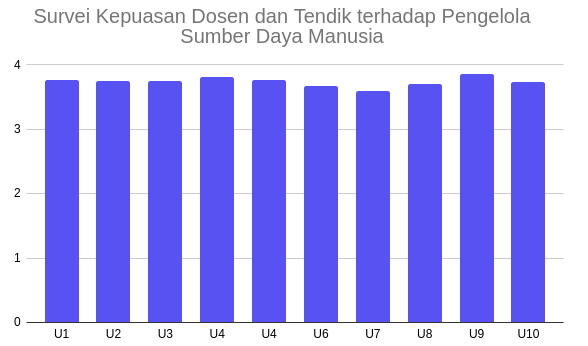 Survei Kepuasan Dosen dan Tendik terhadap Pengelola
Sumber Daya Manusia
4
3
2
1
0
U1 U2 U3 U4 U4 U6 U7 U8 U9 U10